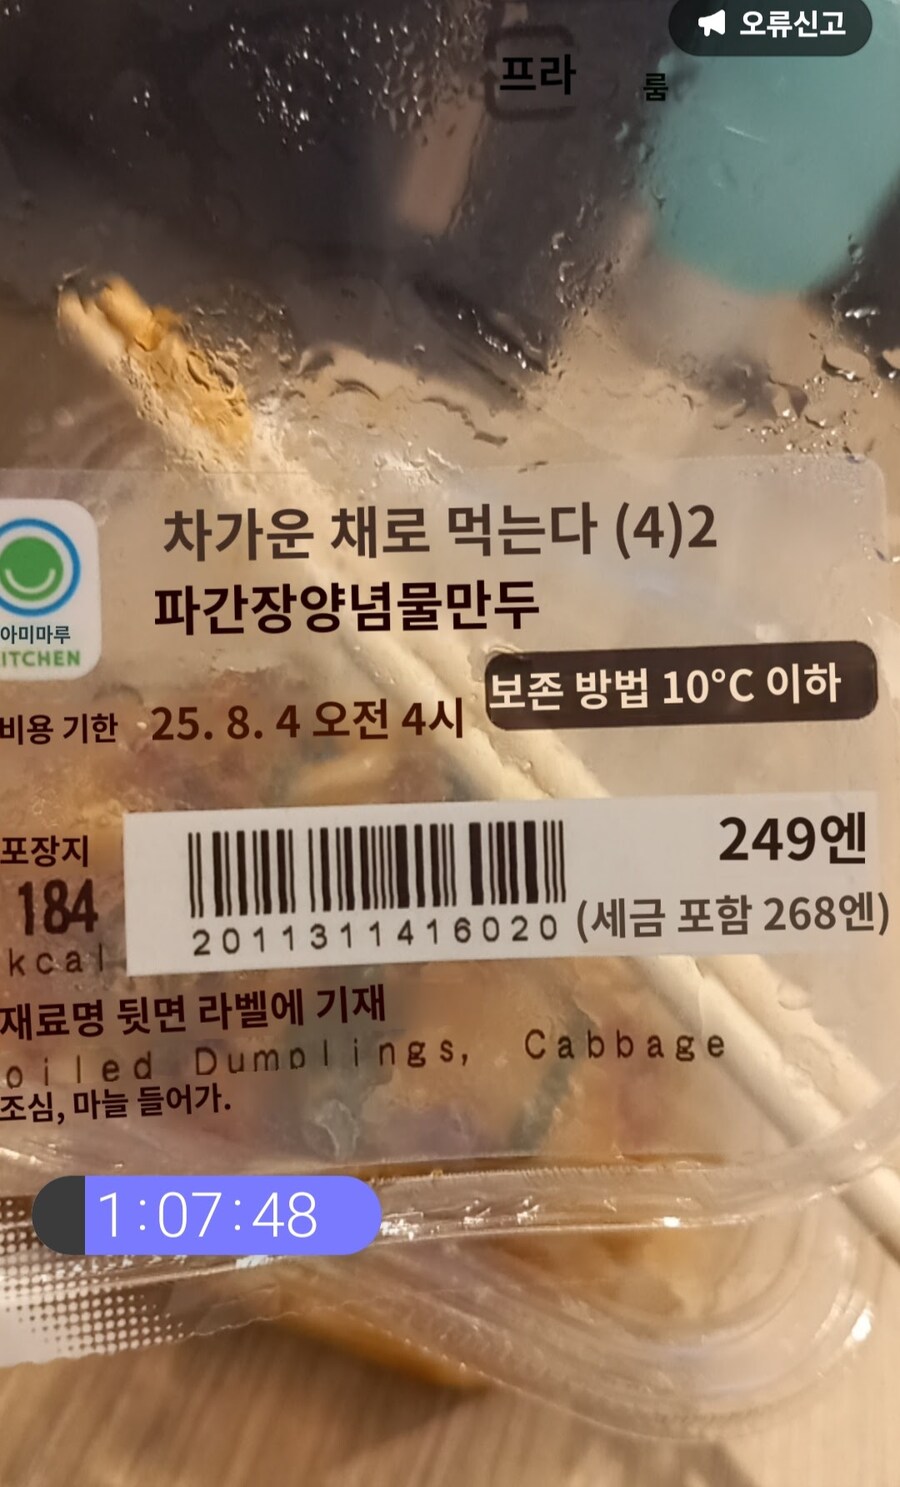 오류신고
프라 룸
차가운 채로 먹는다 (4)2
파간장양념물만두
아미마루
ITCHEN
보존 방법 10°C 이하
비용 기한 25. 8. 4 오전 4시
포장지
184
kcal
249엔
(세금 포함 268엔)
2011311416020
재료명 뒷면 라벨에 기재
oiled Dumplings, Cabbage
조심, 마늘 들어가.
1:07:48